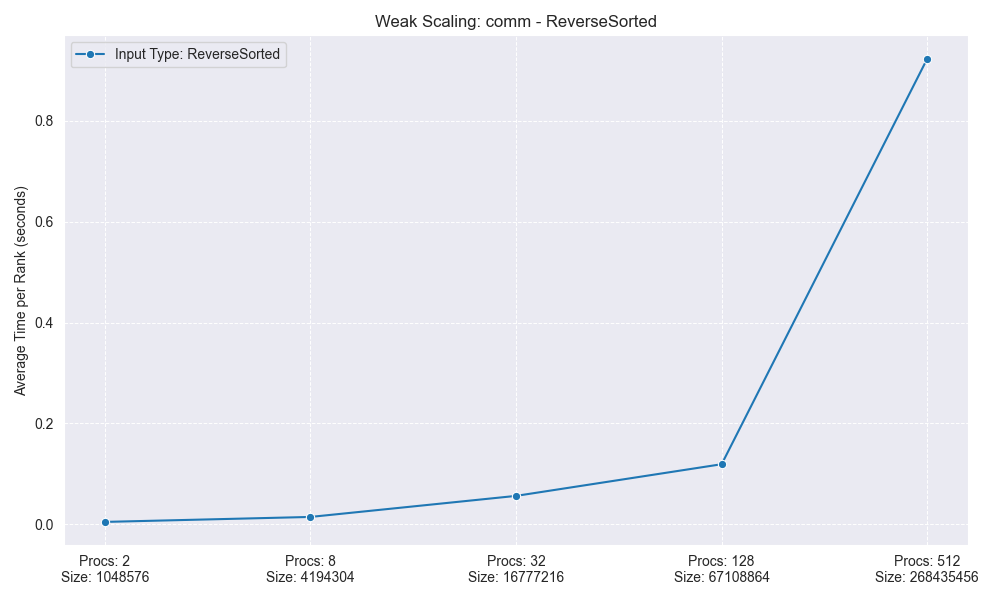 Weak Scaling: comm - ReverseSorted
Input Type: ReverseSorted
Average Time per Rank (seconds)
0.8
0.6
0.4
0.2
0.0
Procs: 2
Size: 1048576
Procs: 8
Size: 4194304
Procs: 32
Size: 16777216
Procs: 128
Size: 67108864
Procs: 512
Size: 268435456